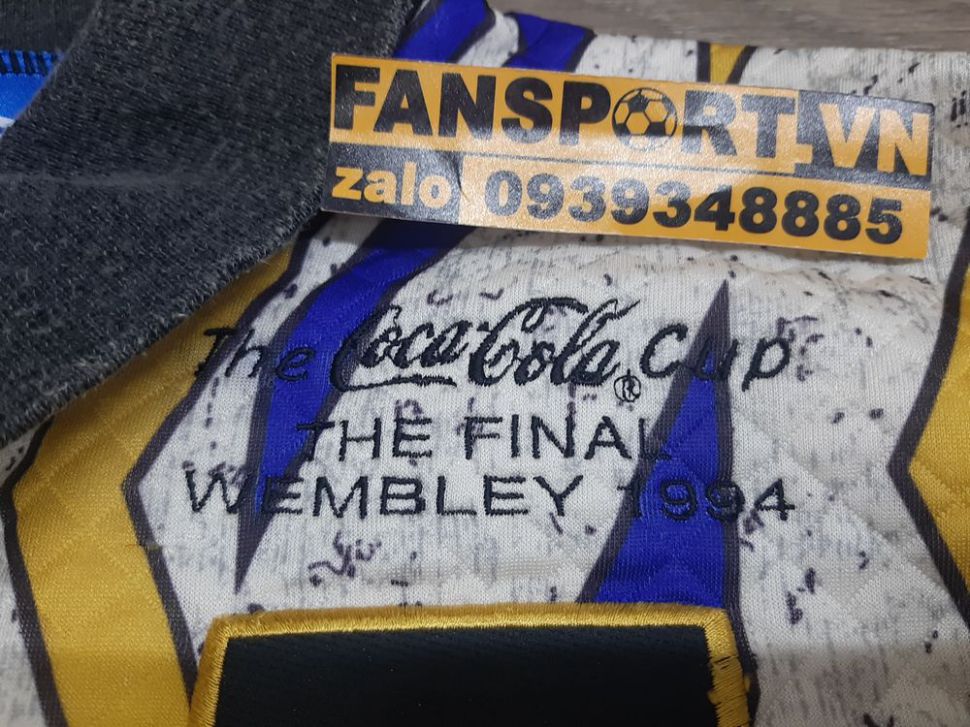 FANSPORT.VN
zalo 0939348885
The Coca-Cola® Cup
THE FINAL
WEMBLEY 1994